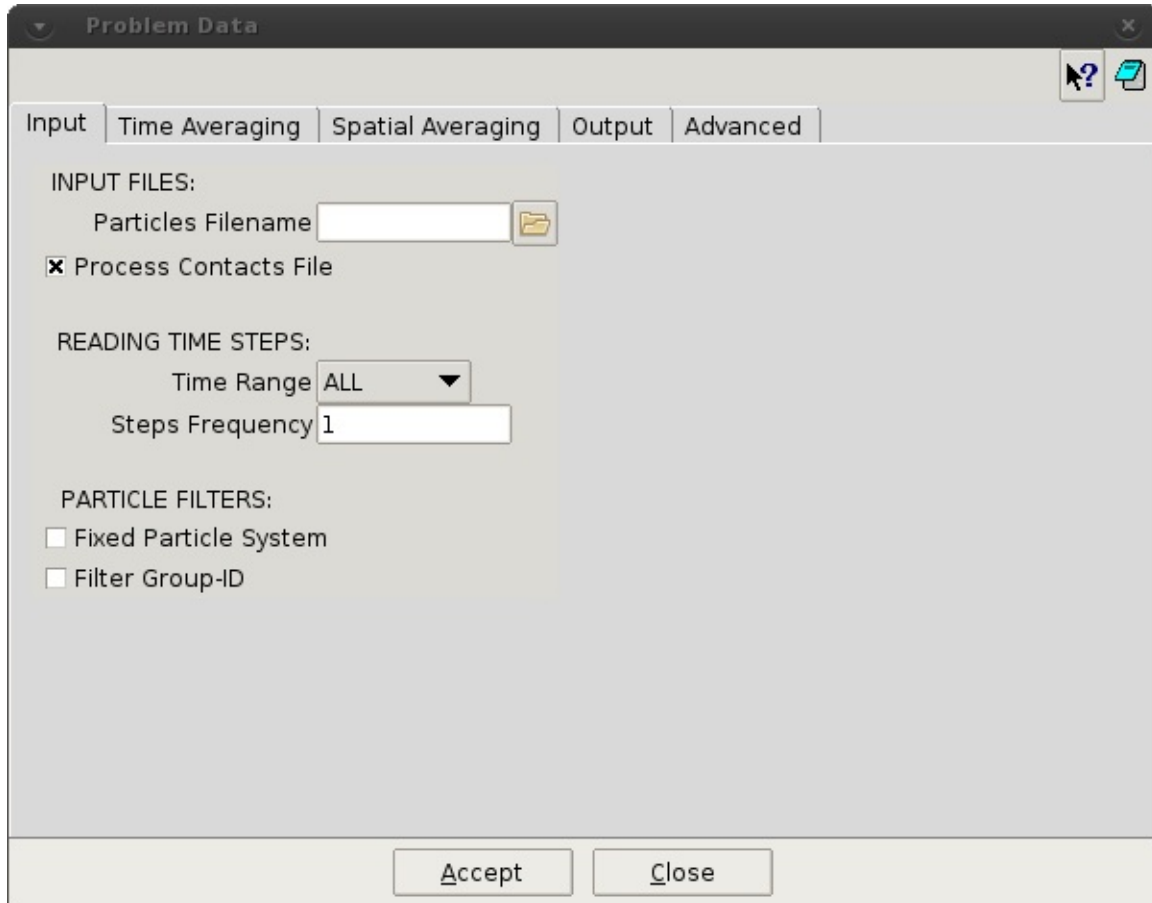 Problem Data
Input Time Averaging Spatial Averaging Output Advanced
INPUT FILES:
Particles Filename
Process Contacts File
READING TIME STEPS:
Time Range ALL
Steps Frequency 1
PARTICLE FILTERS:
Fixed Particle System
Filter Group-ID
Accept Close